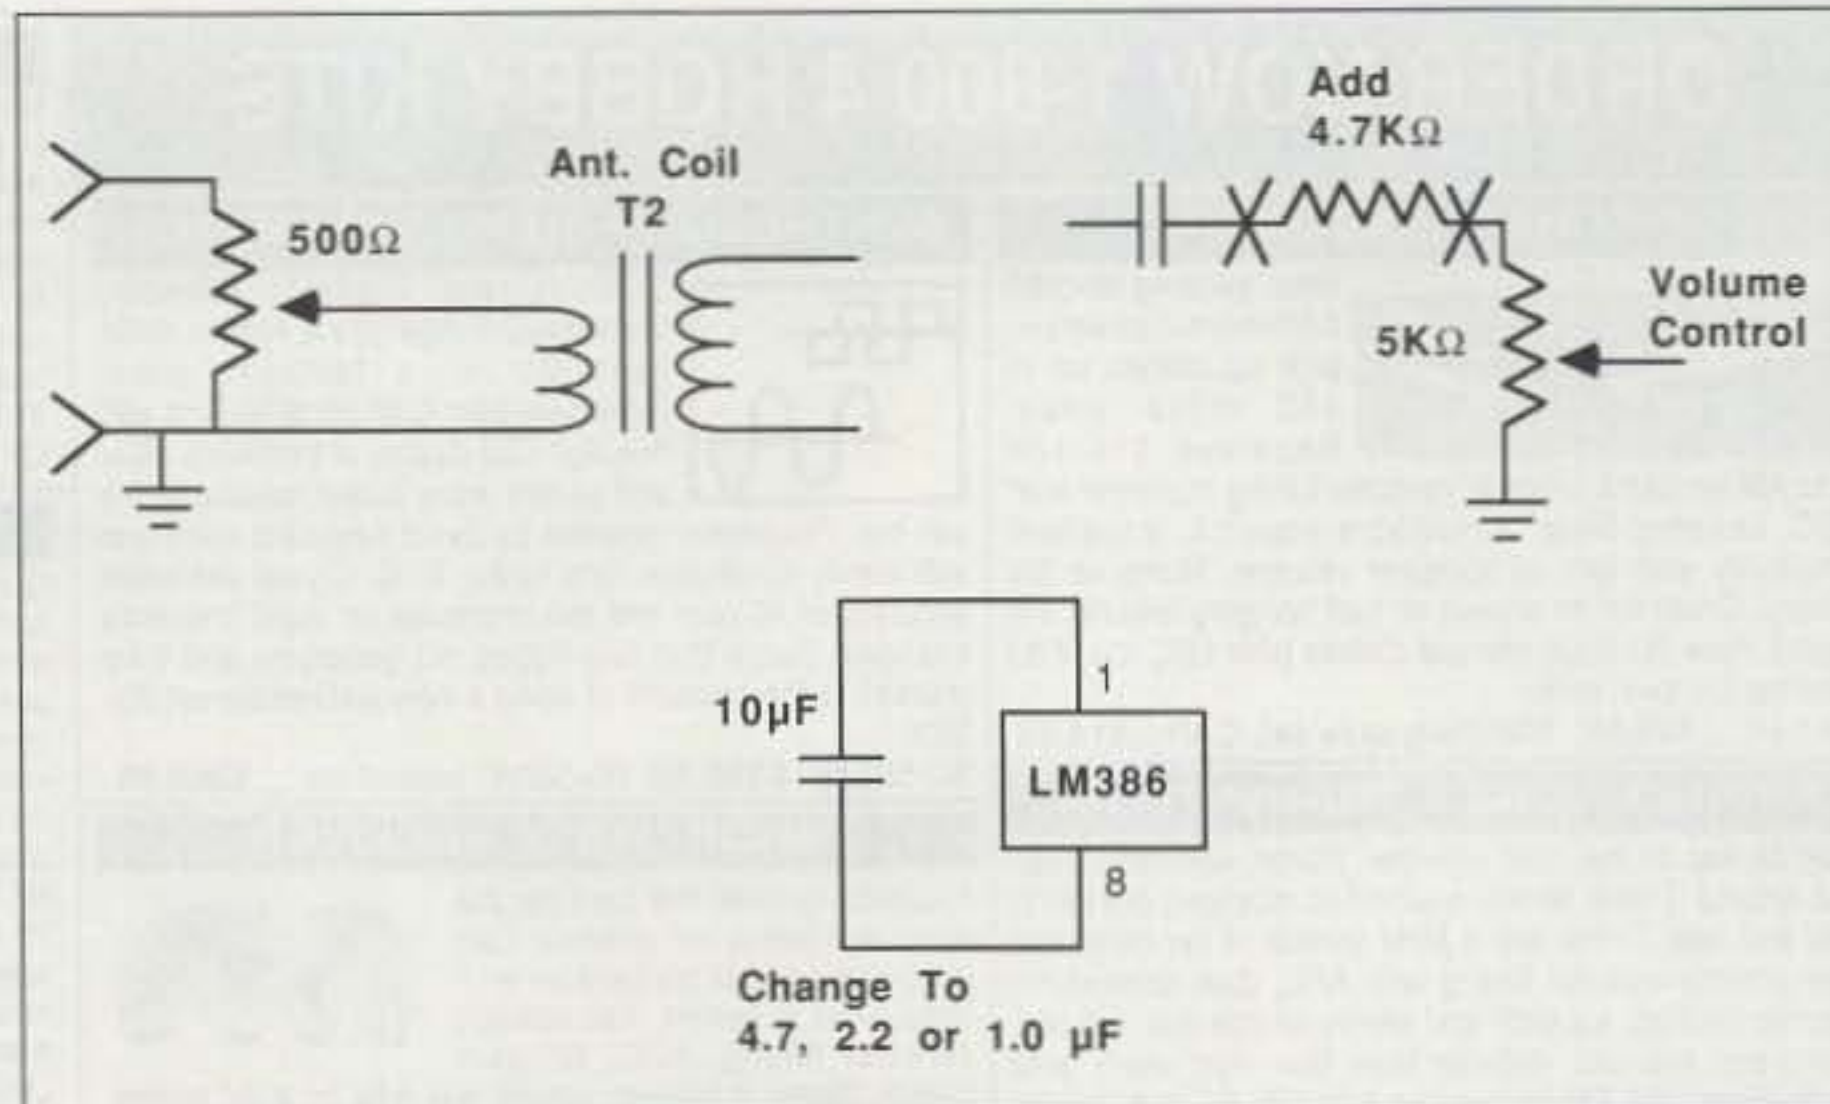 Add
4.7KΩ
Ant. Coil
T2
500Ω
Volume
Control
5KΩ
1
10µF
LM386
8
Change To
4.7, 2.2 or 1.0 µF